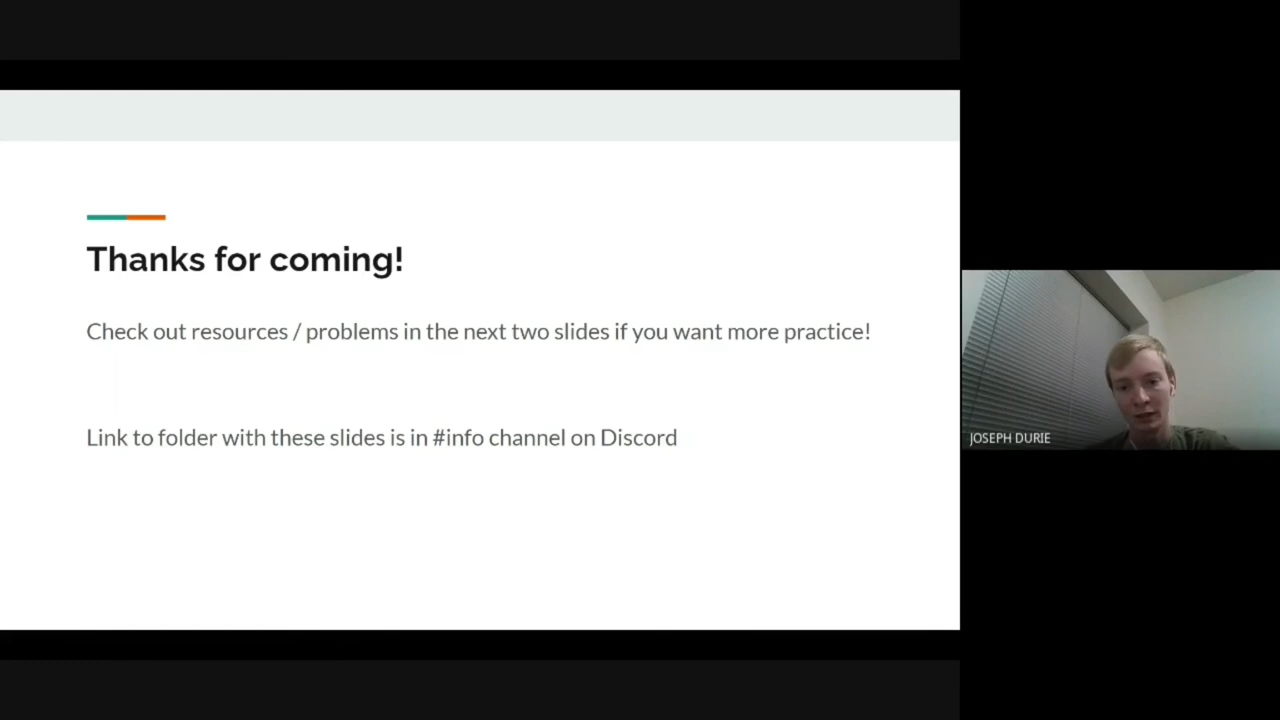 Thanks for coming!
Check out resources / problems in the next two slides if you want more practice!
Link to folder with these slides is in #info channel on Discord
JOSEPH DURIE